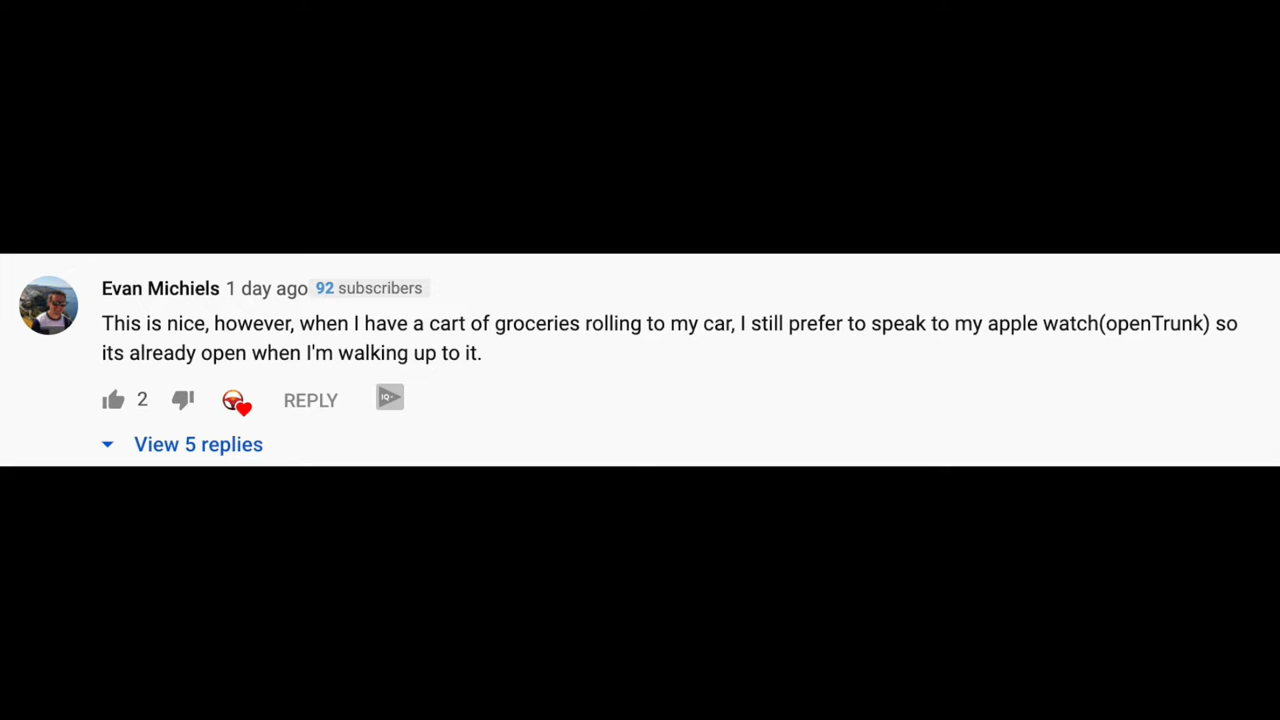 Evan Michiels 1 day ago 92 subscribers
This is nice, however, when I have a cart of groceries rolling to my car, I still prefer to speak to my apple watch(openTrunk) so
its already open when I'm walking up to it.
2 REPLY IQ
View 5 replies